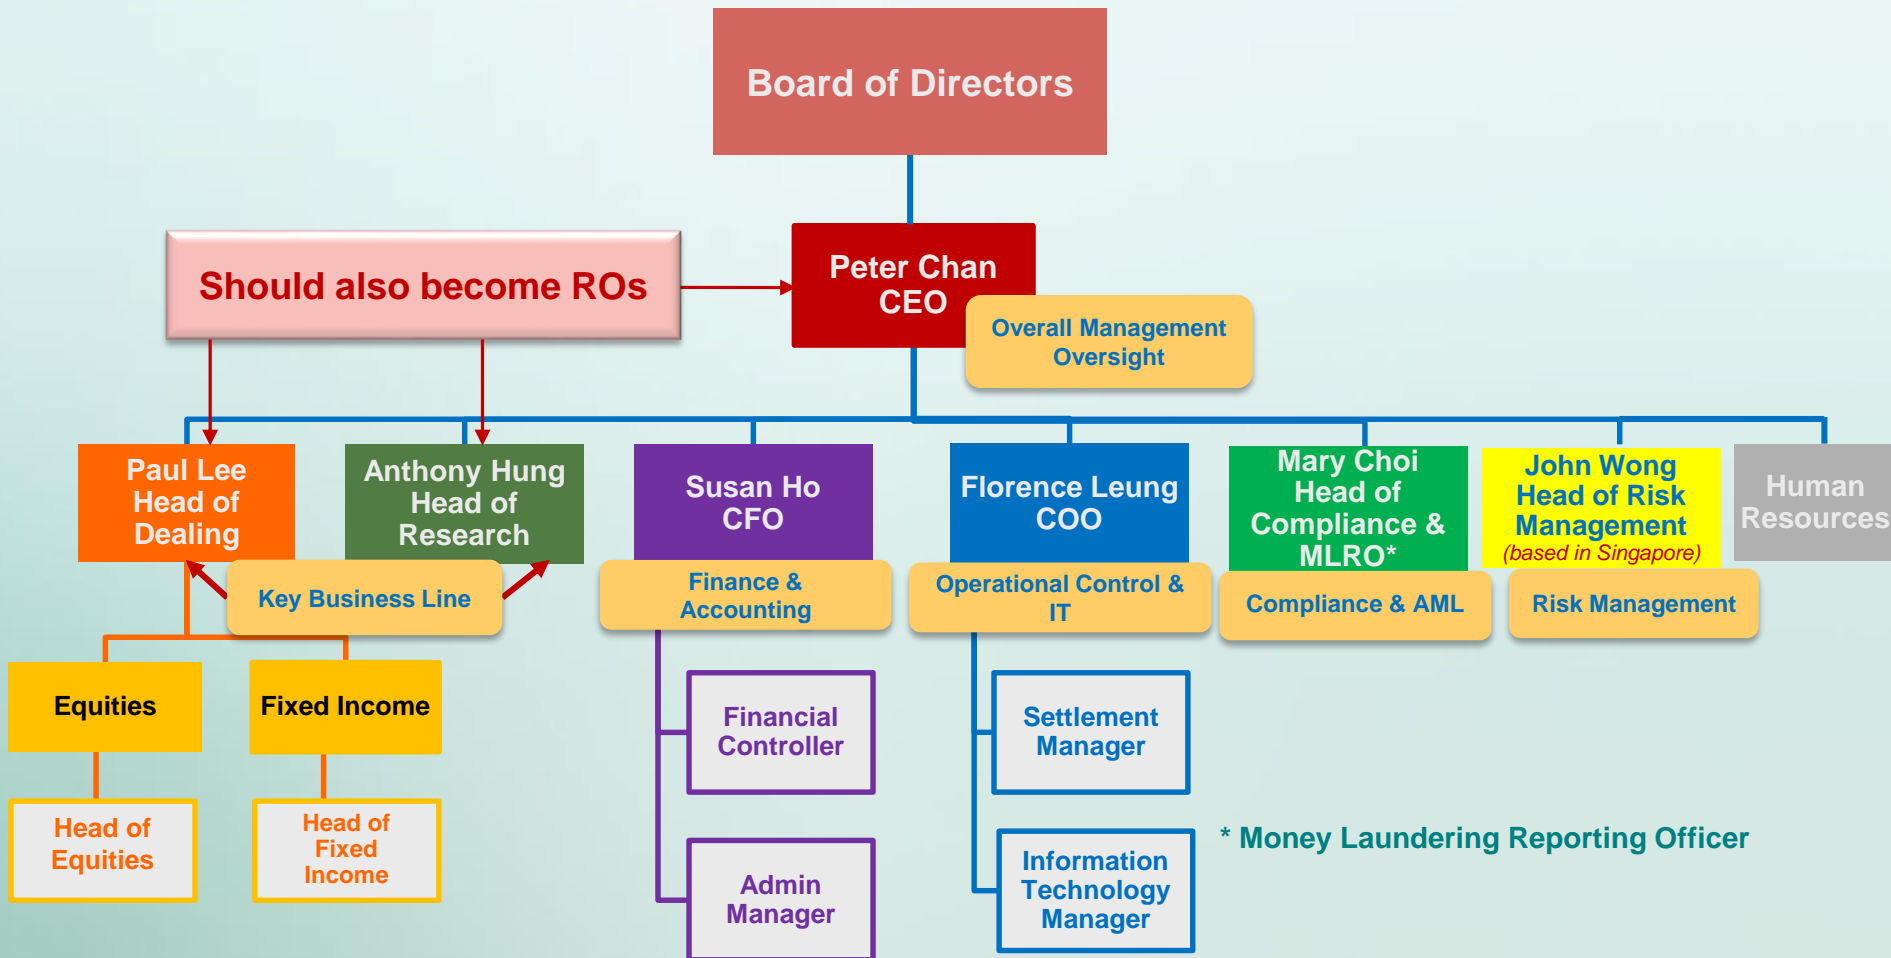 Board of Directors
Should also become ROs
Peter Chan
CEO
Overall Management
Oversight
Paul Lee
Head of
Dealing
Anthony Hung
Head of
Research
Susan Ho
CFO
Florence Leung
COO
Mary Choi
Head of
Compliance &
MLRO*
John Wong
Head of Risk
Management
(based in Singapore)
Human
Resources
Key Business Line
Finance &
Accounting
Operational Control &
IT
Compliance & AML
Risk Management
Equities
Fixed Income
Financial
Controller
Settlement
Manager
Head of
Equities
Head of
Fixed
Income
* Money Laundering Reporting Officer
Admin
Manager
Information
Technology
Manager